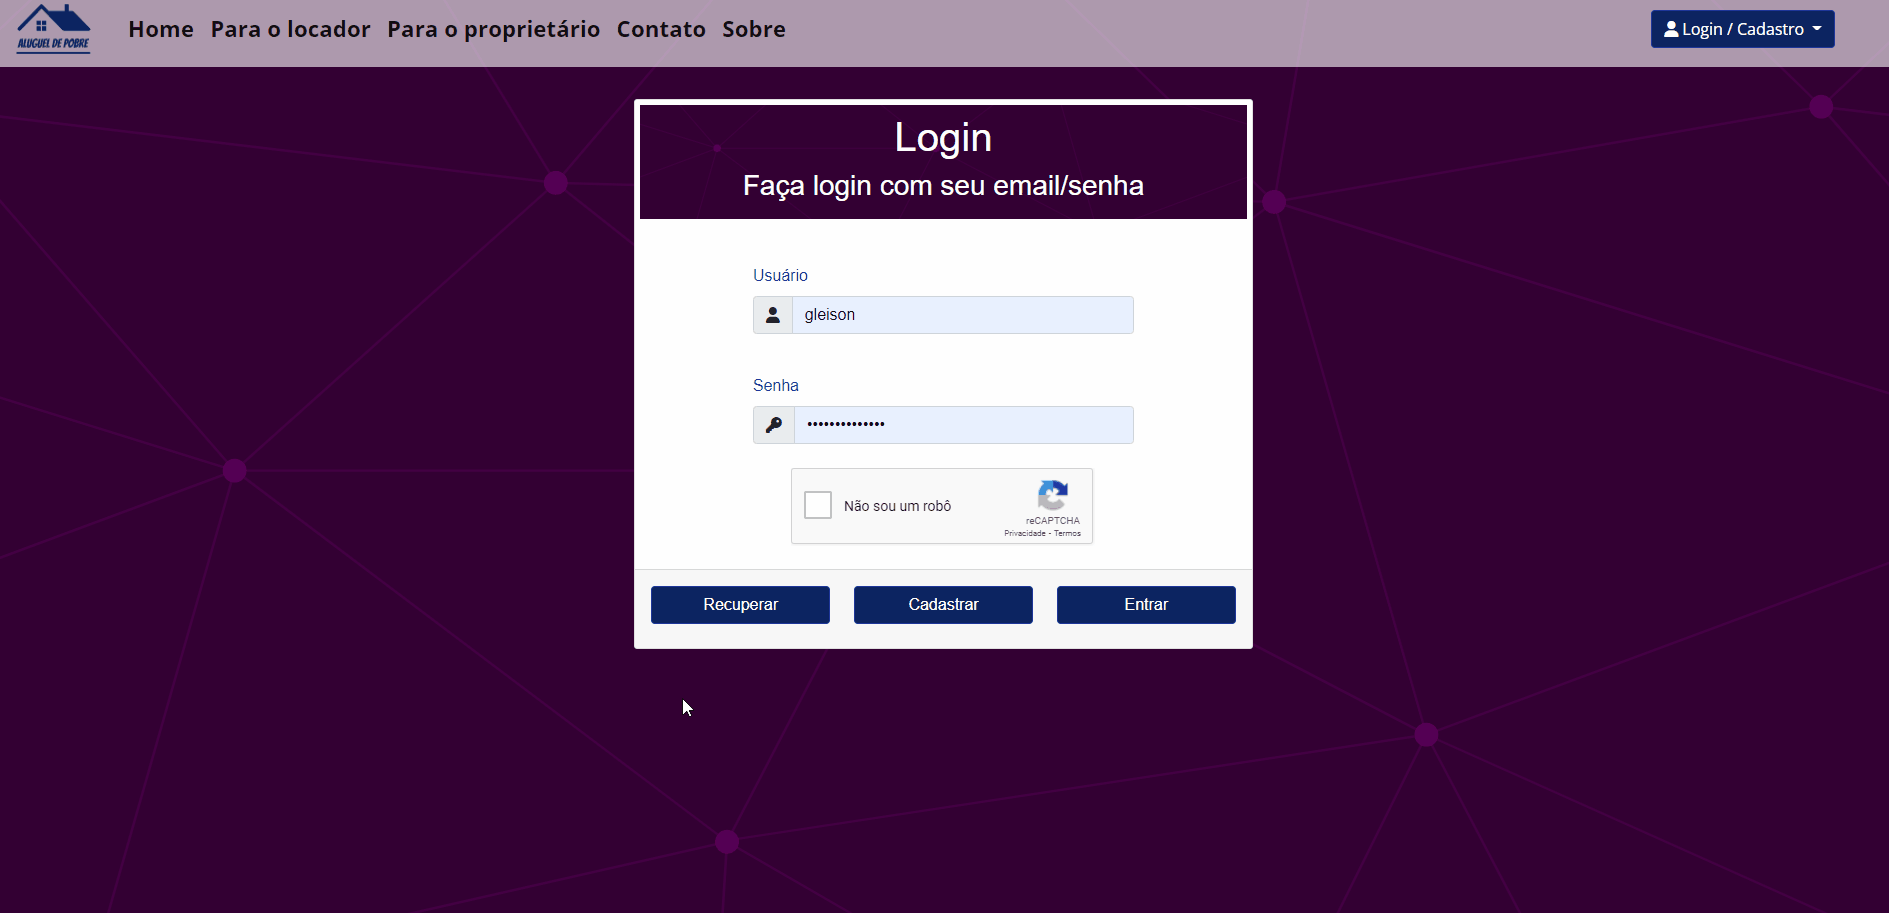 ALUGUEL DE POBRE
Home Para o locador Para o proprietário Contato Sobre
Login / Cadastro
Login
Faça login com seu email/senha
Usuário
gleison
Senha
••••••••••••••
Não sou um robô
reCAPTCHA
Privacidade - Termos
Recuperar Cadastrar Entrar